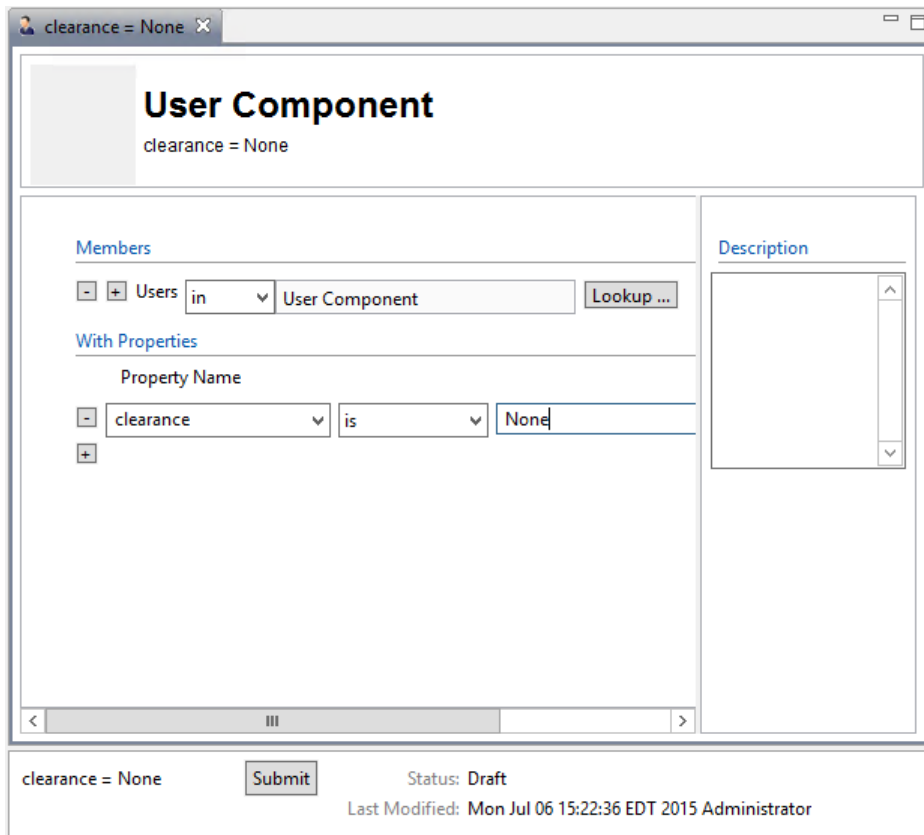 clearance = None
User Component
clearance = None
Members
- + Users in User Component Lookup ...
With Properties
Property Name
- clearance is None
+
Description
clearance = None Submit Status: Draft
Last Modified: Mon Jul 06 15:22:36 EDT 2015 Administrator